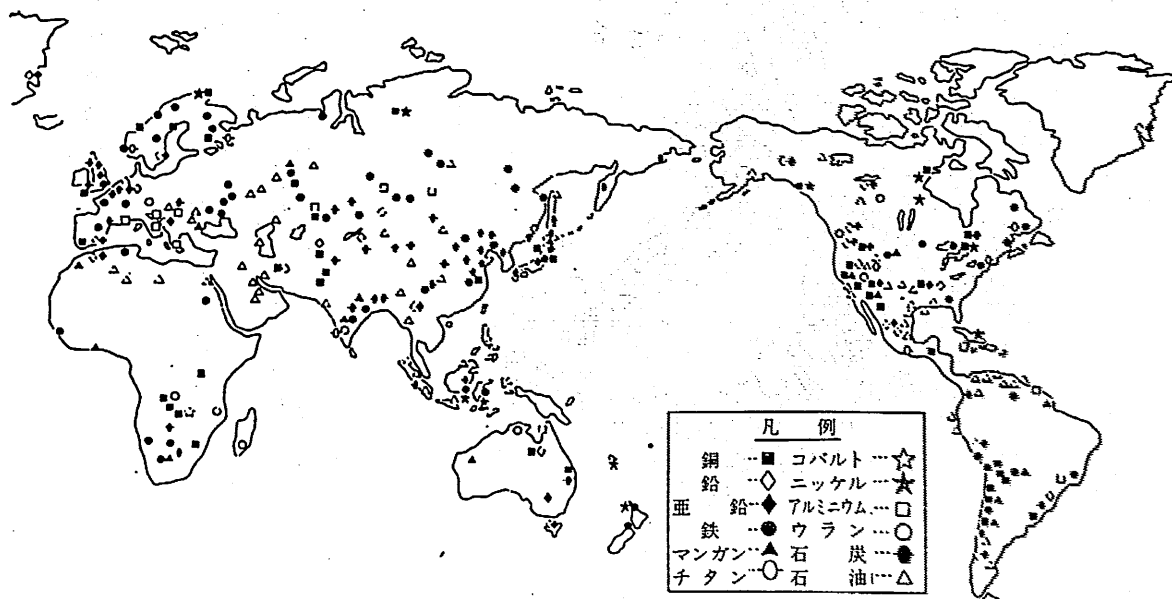 凡例
銅 コバルト
鉛 ニッケル
亜鉛 アルミニウム
鉄 ウラン
マンガン 石炭
チタン 石油